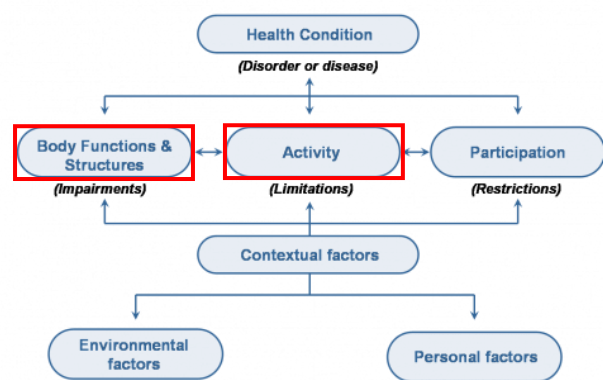 Health Condition
(Disorder or disease)
Body Functions &
Structures
Activity
Participation
(Impairments)
(Limitations)
(Restrictions)
Contextual factors
Environmental
factors
Personal factors